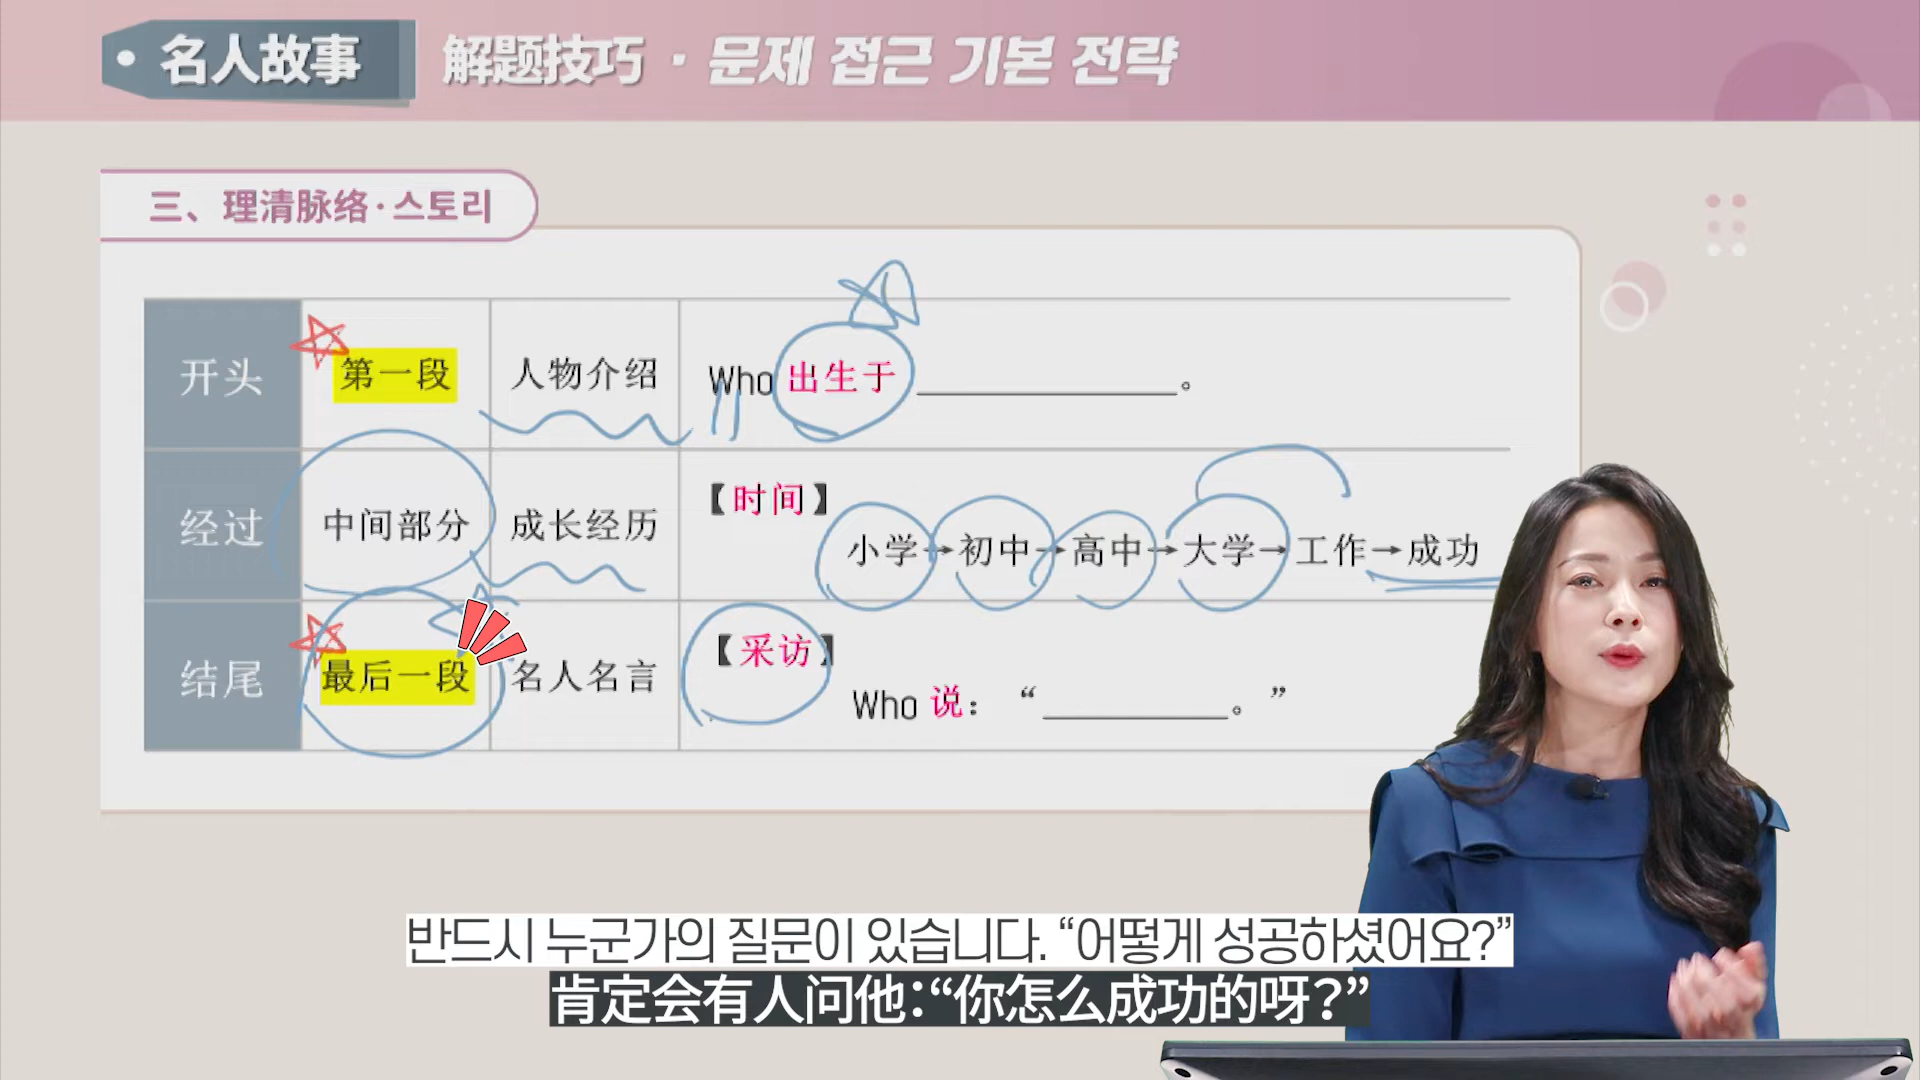 名人故事 解题技巧 · 문제 접근 기본 전략
三、理清脉络·스토리
开头 第一段 人物介绍 Who 出生于 ____________。
经过 中间部分 成长经历 【时间】
小学→初中→高中→大学→工作→成功
结尾 最后一段 名人名言 【采访】
Who 说：“__________。”
반드시 누군가의 질문이 있습니다. “어떻게 성공하셨어요?”
肯定会有人问他：“你怎么成功的呀？”